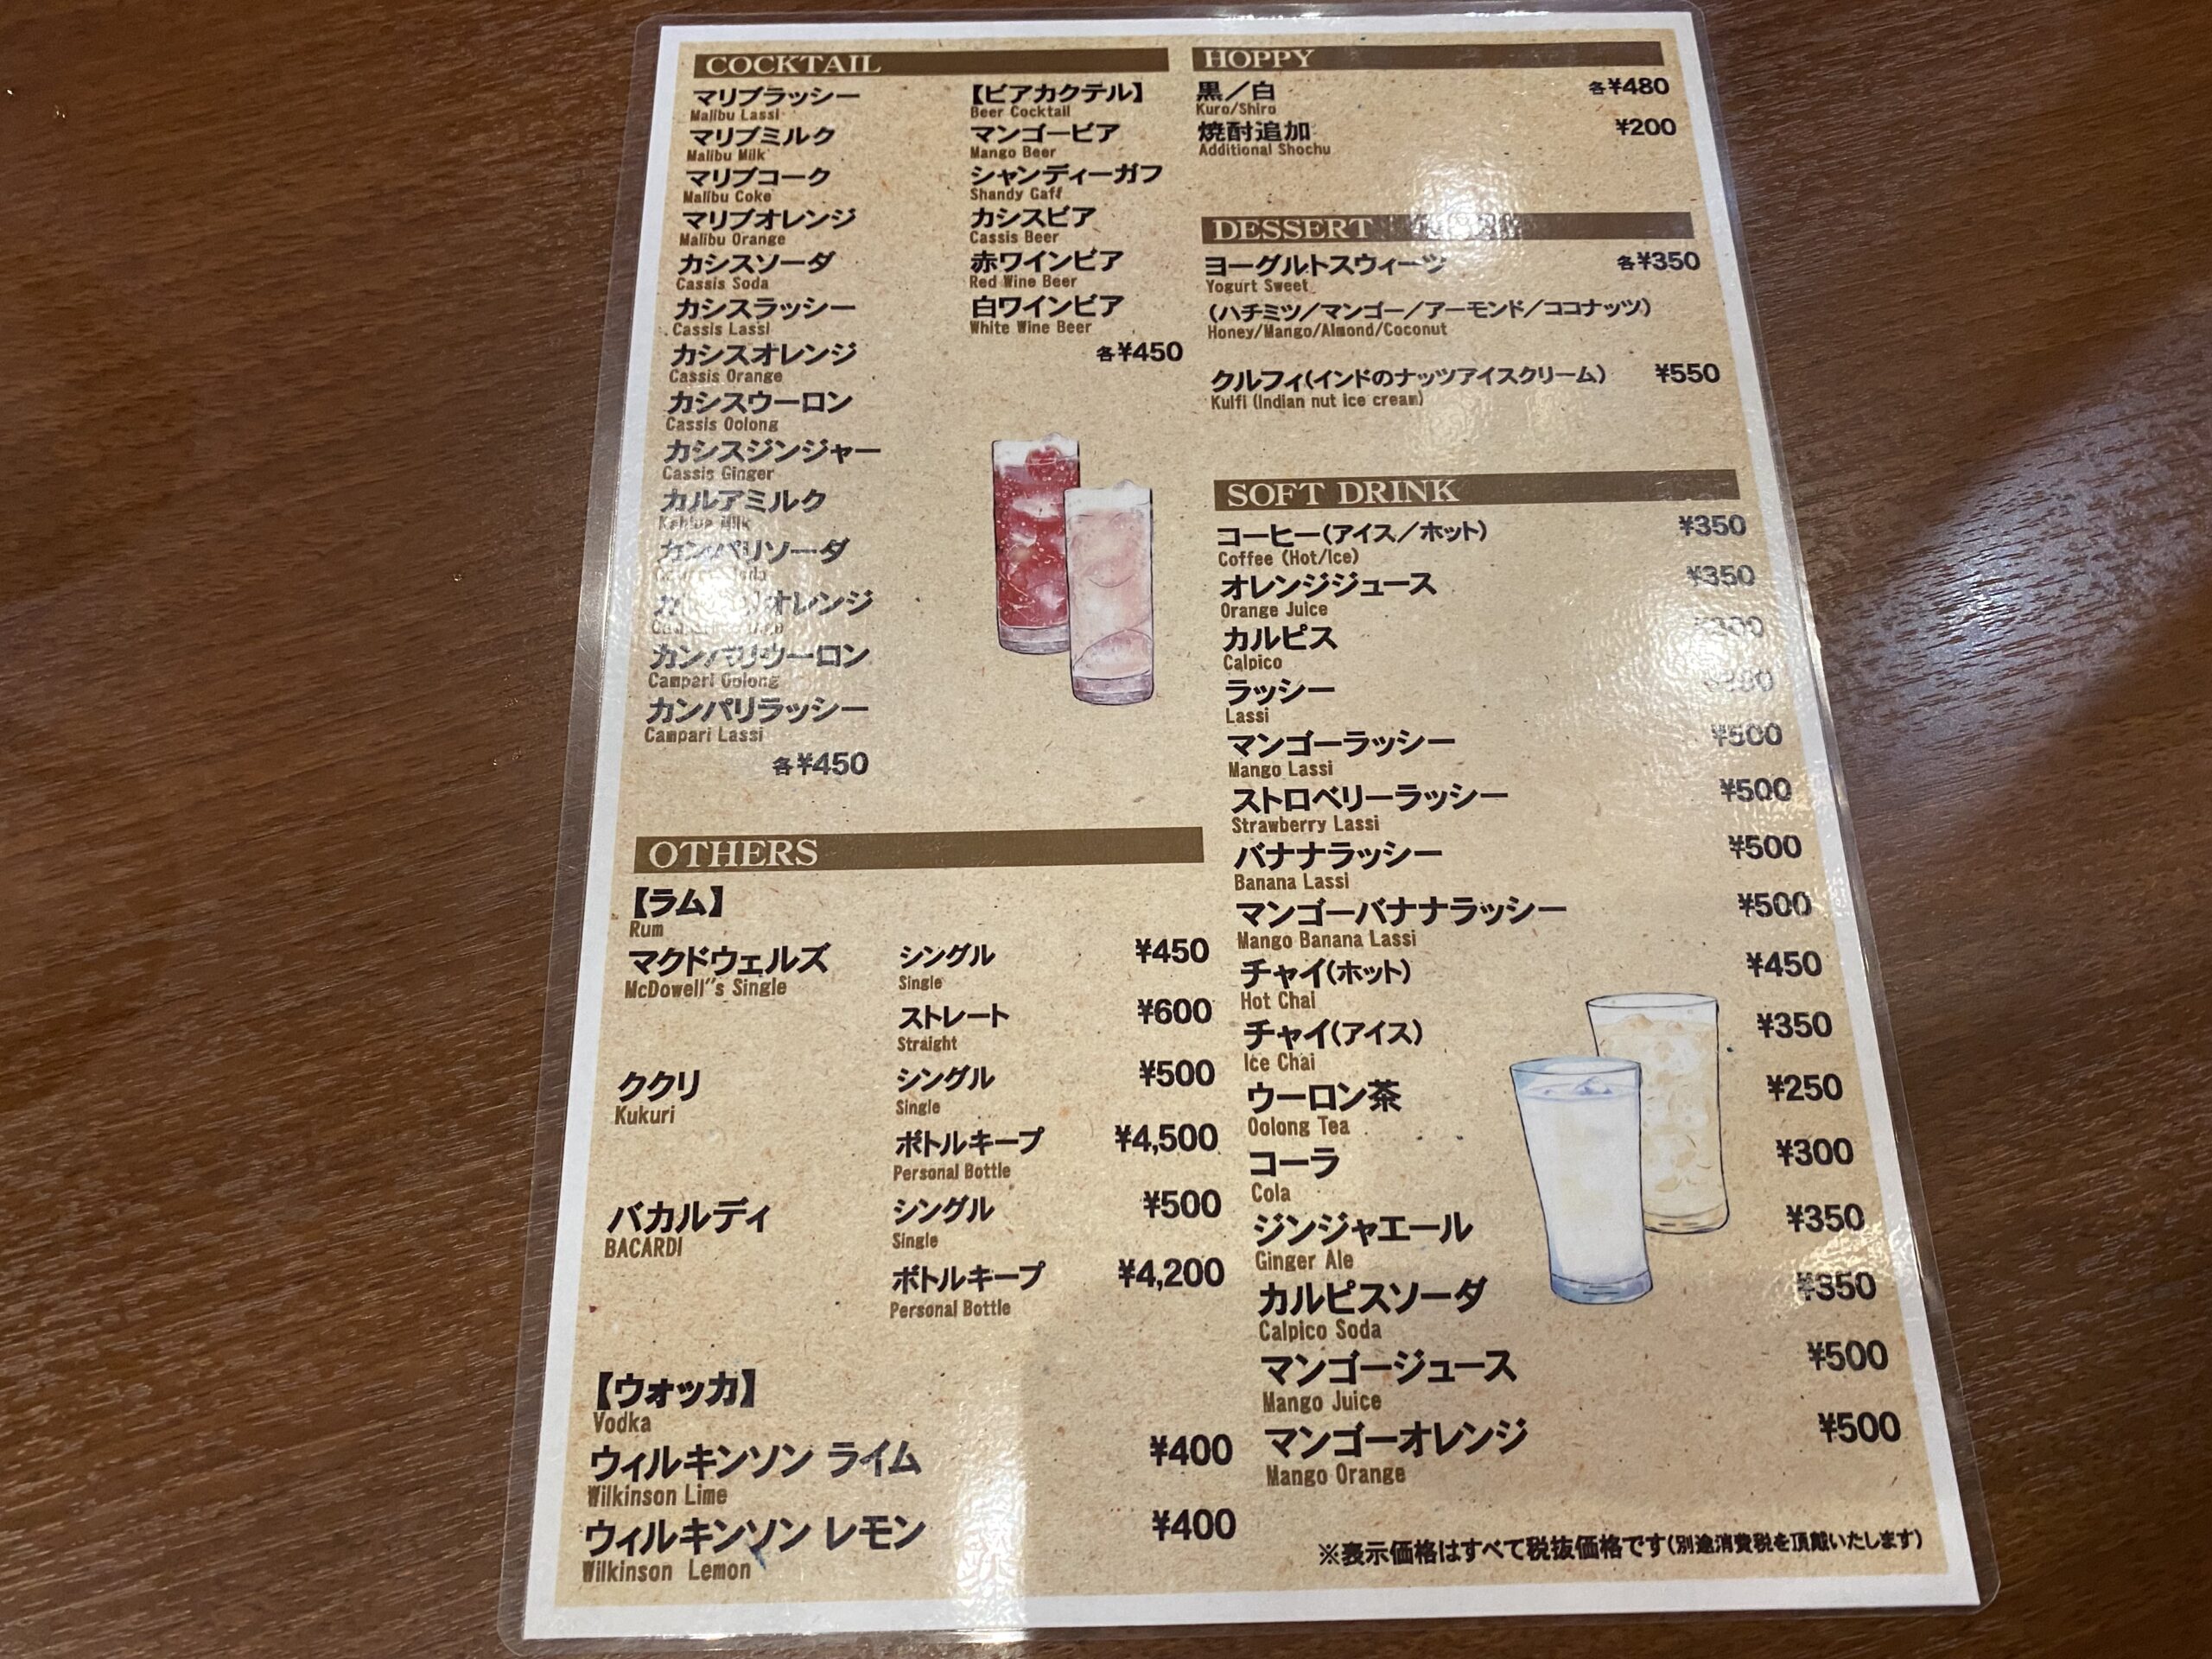 COCKTAIL
マリブラッシー
Malibu Lassi
マリブミルク
Malibu Milk
マリブコーク
Malibu Coke
マリブオレンジ
Malibu Orange
カシスソーダ
Cassis Soda
カシスラッシー
Cassis Lassi
カシスオレンジ
Cassis Orange
カシスウーロン
Cassis Oolong
カシスジンジャー
Cassis Ginger
カルアミルク
カンパリソーダ
オレンジ
カンパリウーロン
Campari Oolong
カンパリラッシー
Campari Lassi
各¥450
【ビアカクテル】
Beer Cocktail
マンゴービア
Mango Beer
シャンディーガフ
Shandy Gaff
カシスビア
Cassis Beer
赤ワインビア
Red Wine Beer
白ワインビア
White Wine Beer
各¥450
OTHERS
【ラム】
Rum
マクドウェルズ シングル ¥450
McDowell"s Single Single
ストレート ¥600
Straight
ククリ シングル ¥500
Kukuri Single
ボトルキープ ¥4,500
Personal Bottle
バカルディ シングル ¥500
BACARDI Single
ボトルキープ ¥4,200
Personal Bottle
【ウォッカ】
Vodka
ウィルキンソン ライム ¥400
Wilkinson Lime
ウィルキンソン レモン ¥400
Wilkinson Lemon
HOPPY
黒／白 各¥480
Kuro/Shiro
焼酎追加 ¥200
Additional Shochu
DESSERT
ヨーグルトスウィーツ 各¥350
Yogurt Sweet
（ハチミツ／マンゴー／アーモンド／ココナッツ）
Honey/Mango/Almond/Coconut
クルフィ（インドのナッツアイスクリーム） ¥550
Kulfi (Indian nut ice cream)
SOFT DRINK
コーヒー（アイス／ホット） ¥350
Coffee (Hot/Ice)
オレンジジュース ¥350
Orange Juice
カルピス
Calpico
ラッシー
Lassi
マンゴーラッシー ¥500
Mango Lassi
ストロベリーラッシー ¥500
Strawberry Lassi
バナナラッシー ¥500
Banana Lassi
マンゴーバナナラッシー ¥500
Mango Banana Lassi
チャイ（ホット） ¥450
Hot Chai
チャイ（アイス） ¥350
Ice Chai
ウーロン茶 ¥250
Oolong Tea
コーラ ¥300
Cola
ジンジャエール ¥350
Ginger Ale
カルピスソーダ ¥350
Calpico Soda
マンゴージュース ¥500
Mango Juice
マンゴーオレンジ ¥500
Mango Orange
※表示価格はすべて税抜価格です（別途消費税を頂戴いたします）